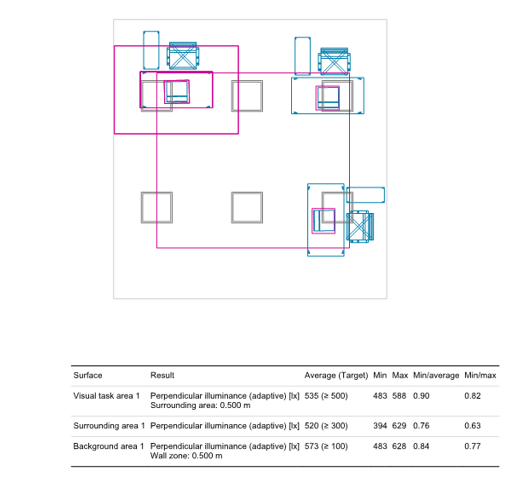 Surface Result Average (Target) Min Max Min/average Min/max
Visual task area 1 Perpendicular illuminance (adaptive) [lx] 535 (≥ 500) 483 588 0.90 0.82
Surrounding area: 0.500 m
Surrounding area 1 Perpendicular illuminance (adaptive) [lx] 520 (≥ 300) 394 629 0.76 0.63
Background area 1 Perpendicular illuminance (adaptive) [lx] 573 (≥ 100) 483 628 0.84 0.77
Wall zone: 0.500 m